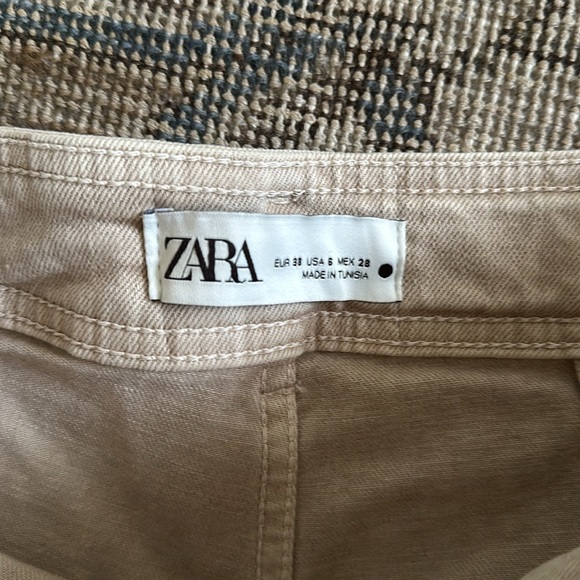 ZARA
EUR 38 USA 6 MEX 28
MADE IN TUNISIA